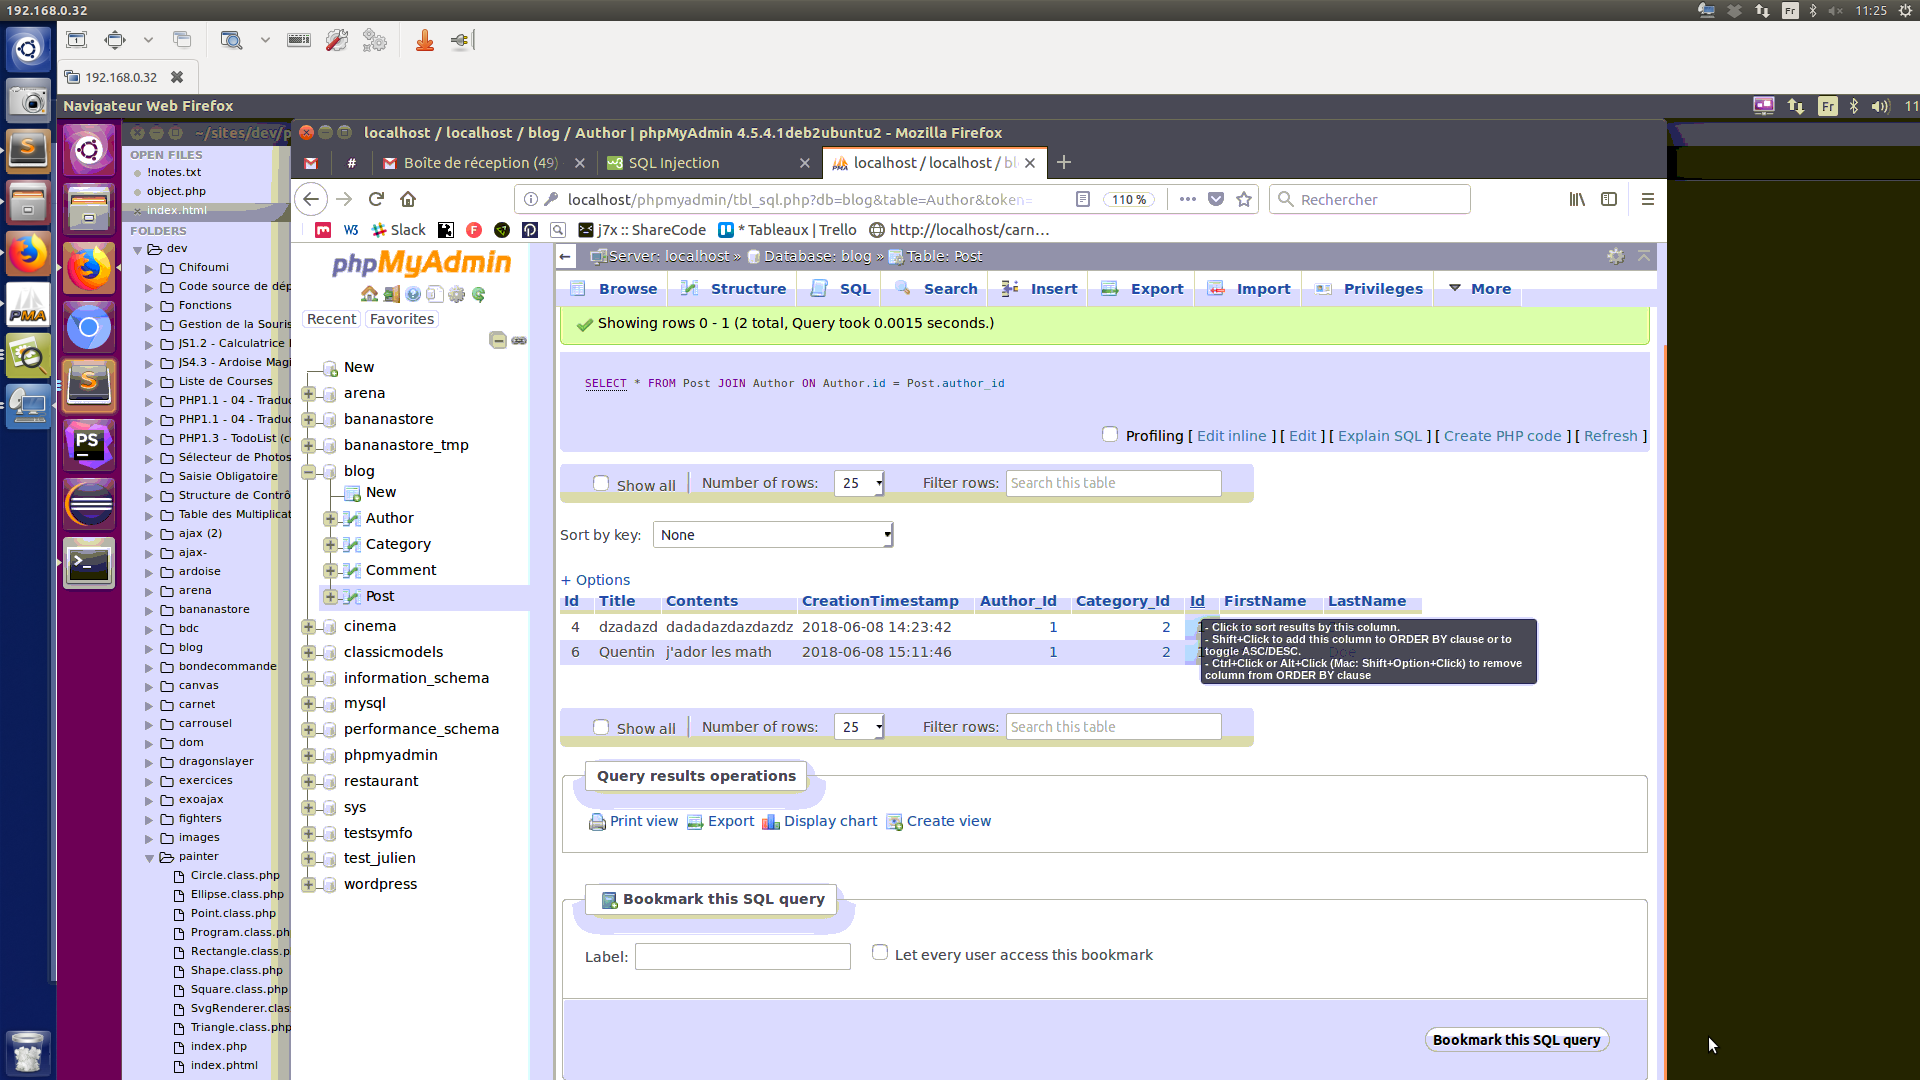 192.168.0.32
Fr
11:25
192.168.0.32
Navigateur Web Firefox
Fr
11
~/sites/dev/p
OPEN FILES
!notes.txt
object.php
index.html
FOLDERS
dev
Chifoumi
Code source de dép
Fonctions
Gestion de la Souris
JS1.2 - Calculatrice
JS4.3 - Ardoise Magi
Liste de Courses
PHP1.1 - 04 - Traduc
PHP1.1 - 04 - Traduc
PHP1.3 - TodoList (c
Sélecteur de Photos
Saisie Obligatoire
Structure de Contrô
Table des Multiplicat
ajax (2)
ajax-
ardoise
arena
bananastore
bdc
blog
bondecommande
canvas
carnet
carrousel
dom
dragonslayer
exercices
exoajax
fighters
images
painter
Circle.class.php
Ellipse.class.php
Point.class.php
Program.class.ph
Rectangle.class.p
Shape.class.php
Square.class.php
SvgRenderer.clas
Triangle.class.php
index.php
index.phtml
localhost / localhost / blog / Author | phpMyAdmin 4.5.4.1deb2ubuntu2 - Mozilla Firefox
#
Boîte de réception (49)
SQL Injection
localhost / localhost / bl
localhost/phpmyadmin/tbl_sql.php?db=blog&table=Author&token=
110 %
Rechercher
Slack
j7x :: ShareCode
* Tableaux | Trello
http://localhost/carn...
phpMyAdmin
Recent
Favorites
New
arena
bananastore
bananastore_tmp
blog
New
Author
Category
Comment
Post
cinema
classicmodels
information_schema
mysql
performance_schema
phpmyadmin
restaurant
sys
testsymfo
test_julien
wordpress
Server: localhost » Database: blog » Table: Post
Browse Structure SQL Search Insert Export Import Privileges More
Showing rows 0 - 1 (2 total, Query took 0.0015 seconds.)
SELECT * FROM Post JOIN Author ON Author.id = Post.author_id
Profiling [ Edit inline ] [ Edit ] [ Explain SQL ] [ Create PHP code ] [ Refresh ]
Show all Number of rows: 25 Filter rows: Search this table
Sort by key: None
+ Options
Id Title Contents CreationTimestamp Author_Id Category_Id Id FirstName LastName
4 dzadazd dadadazdazdazdz 2018-06-08 14:23:42 1 2
6 Quentin j'ador les math 2018-06-08 15:11:46 1 2
- Click to sort results by this column.
- Shift+Click to add this column to ORDER BY clause or to
toggle ASC/DESC.
- Ctrl+Click or Alt+Click (Mac: Shift+Option+Click) to remove
column from ORDER BY clause
Show all Number of rows: 25 Filter rows: Search this table
Query results operations
Print view Export Display chart Create view
Bookmark this SQL query
Label:
Let every user access this bookmark
Bookmark this SQL query
PMA
PS